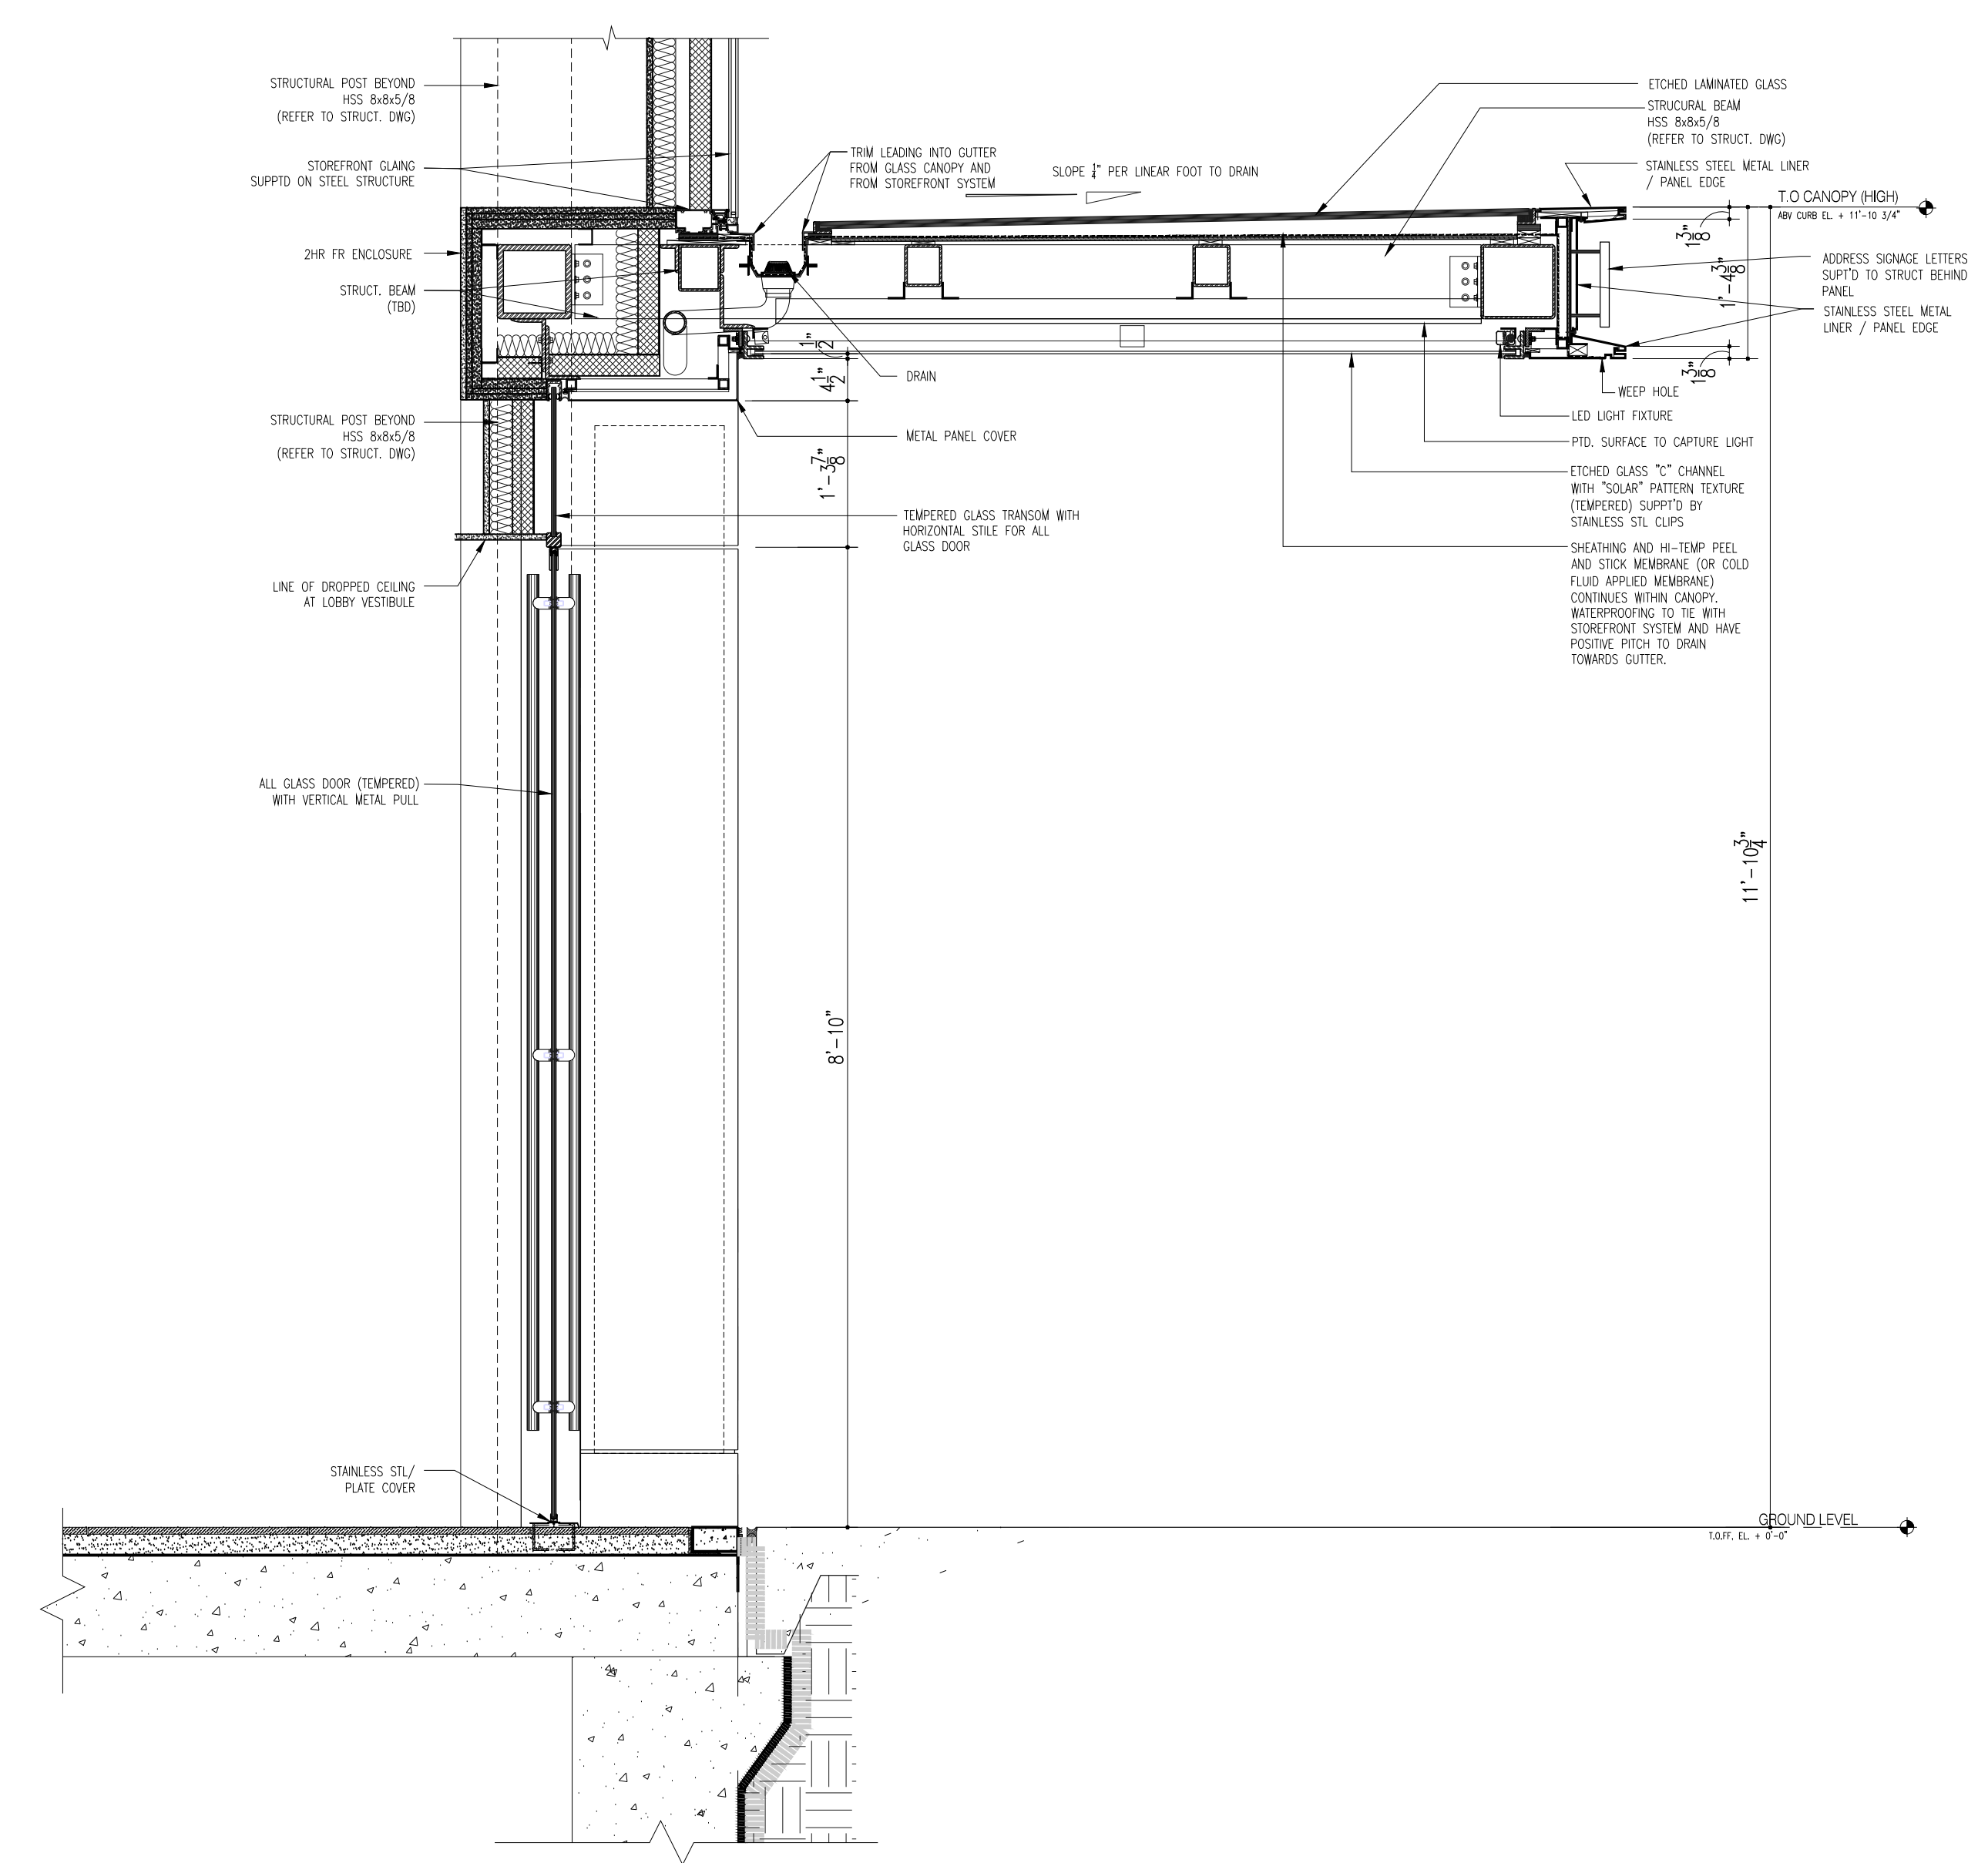 STRUCTURAL POST BEYOND
HSS 8x8x5/8
(REFER TO STRUCT. DWG)
STOREFRONT GLAING
SUPPTD ON STEEL STRUCTURE
2HR FR ENCLOSURE
STRUCT. BEAM
(TBD)
STRUCTURAL POST BEYOND
HSS 8x8x5/8
(REFER TO STRUCT. DWG)
LINE OF DROPPED CEILING
AT LOBBY VESTIBULE
ALL GLASS DOOR (TEMPERED)
WITH VERTICAL METAL PULL
STAINLESS STL/
PLATE COVER
TRIM LEADING INTO GUTTER
FROM GLASS CANOPY AND
FROM STOREFRONT SYSTEM
SLOPE 1/4" PER LINEAR FOOT TO DRAIN
DRAIN
METAL PANEL COVER
TEMPERED GLASS TRANSOM WITH
HORIZONTAL STILE FOR ALL
GLASS DOOR
1/2"
4 1/2"
1'-3 7/8"
8'-10"
ETCHED LAMINATED GLASS
STRUCURAL BEAM
HSS 8x8x5/8
(REFER TO STRUCT. DWG)
STAINLESS STEEL METAL LINER
/ PANEL EDGE
T.O CANOPY (HIGH)
ABV CURB EL. + 11'-10 3/4"
1 3/8"
1'-4 3/8"
1 3/8"
ADDRESS SIGNAGE LETTERS
SUPT'D TO STRUCT BEHIND
PANEL
STAINLESS STEEL METAL
LINER / PANEL EDGE
WEEP HOLE
LED LIGHT FIXTURE
PTD. SURFACE TO CAPTURE LIGHT
ETCHED GLASS "C" CHANNEL
WITH "SOLAR" PATTERN TEXTURE
(TEMPERED) SUPPT'D BY
STAINLESS STL CLIPS
SHEATHING AND HI-TEMP PEEL
AND STICK MEMBRANE (OR COLD
FLUID APPLIED MEMBRANE)
CONTINUES WITHIN CANOPY.
WATERPROOFING TO TIE WITH
STOREFRONT SYSTEM AND HAVE
POSITIVE PITCH TO DRAIN
TOWARDS GUTTER.
11'-10 3/4"
GROUND LEVEL
T.O.FF. EL. + 0'-0"